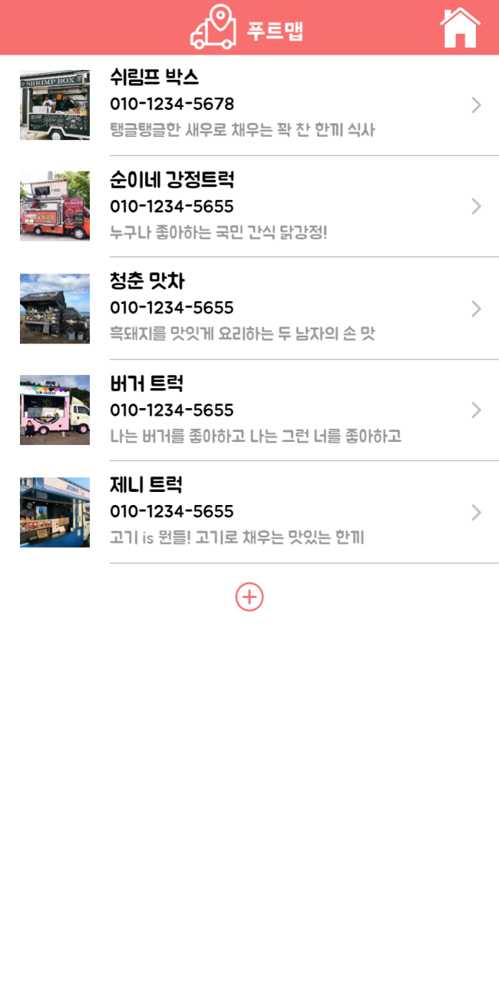 푸트맵
SHRIMP BOX
쉬림프 박스
010-1234-5678
탱글탱글한 새우로 채우는 꽉 찬 한끼 식사
순이네 강정트럭
010-1234-5655
누구나 좋아하는 국민 간식 닭강정!
청춘 맛차
010-1234-5655
흑돼지를 맛잇게 요리하는 두 남자의 손 맛
버거 트럭
010-1234-5655
나는 버거를 좋아하고 나는 그런 너를 좋아하고
JENNY
제니 트럭
010-1234-5655
고기 is 뭔들! 고기로 채우는 맛있는 한끼